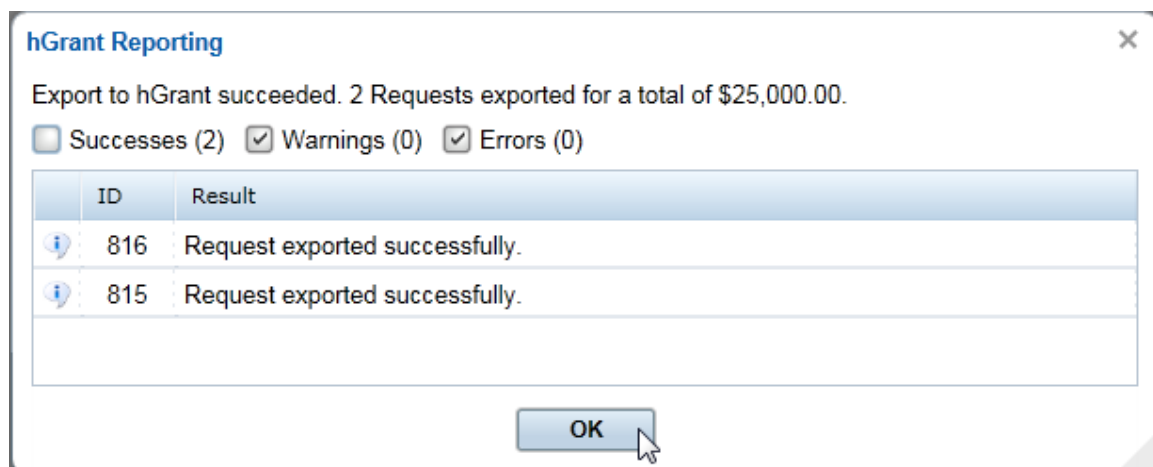 hGrant Reporting
Export to hGrant succeeded. 2 Requests exported for a total of $25,000.00.
Successes (2) Warnings (0) Errors (0)
ID Result
816 Request exported successfully.
815 Request exported successfully.
OK